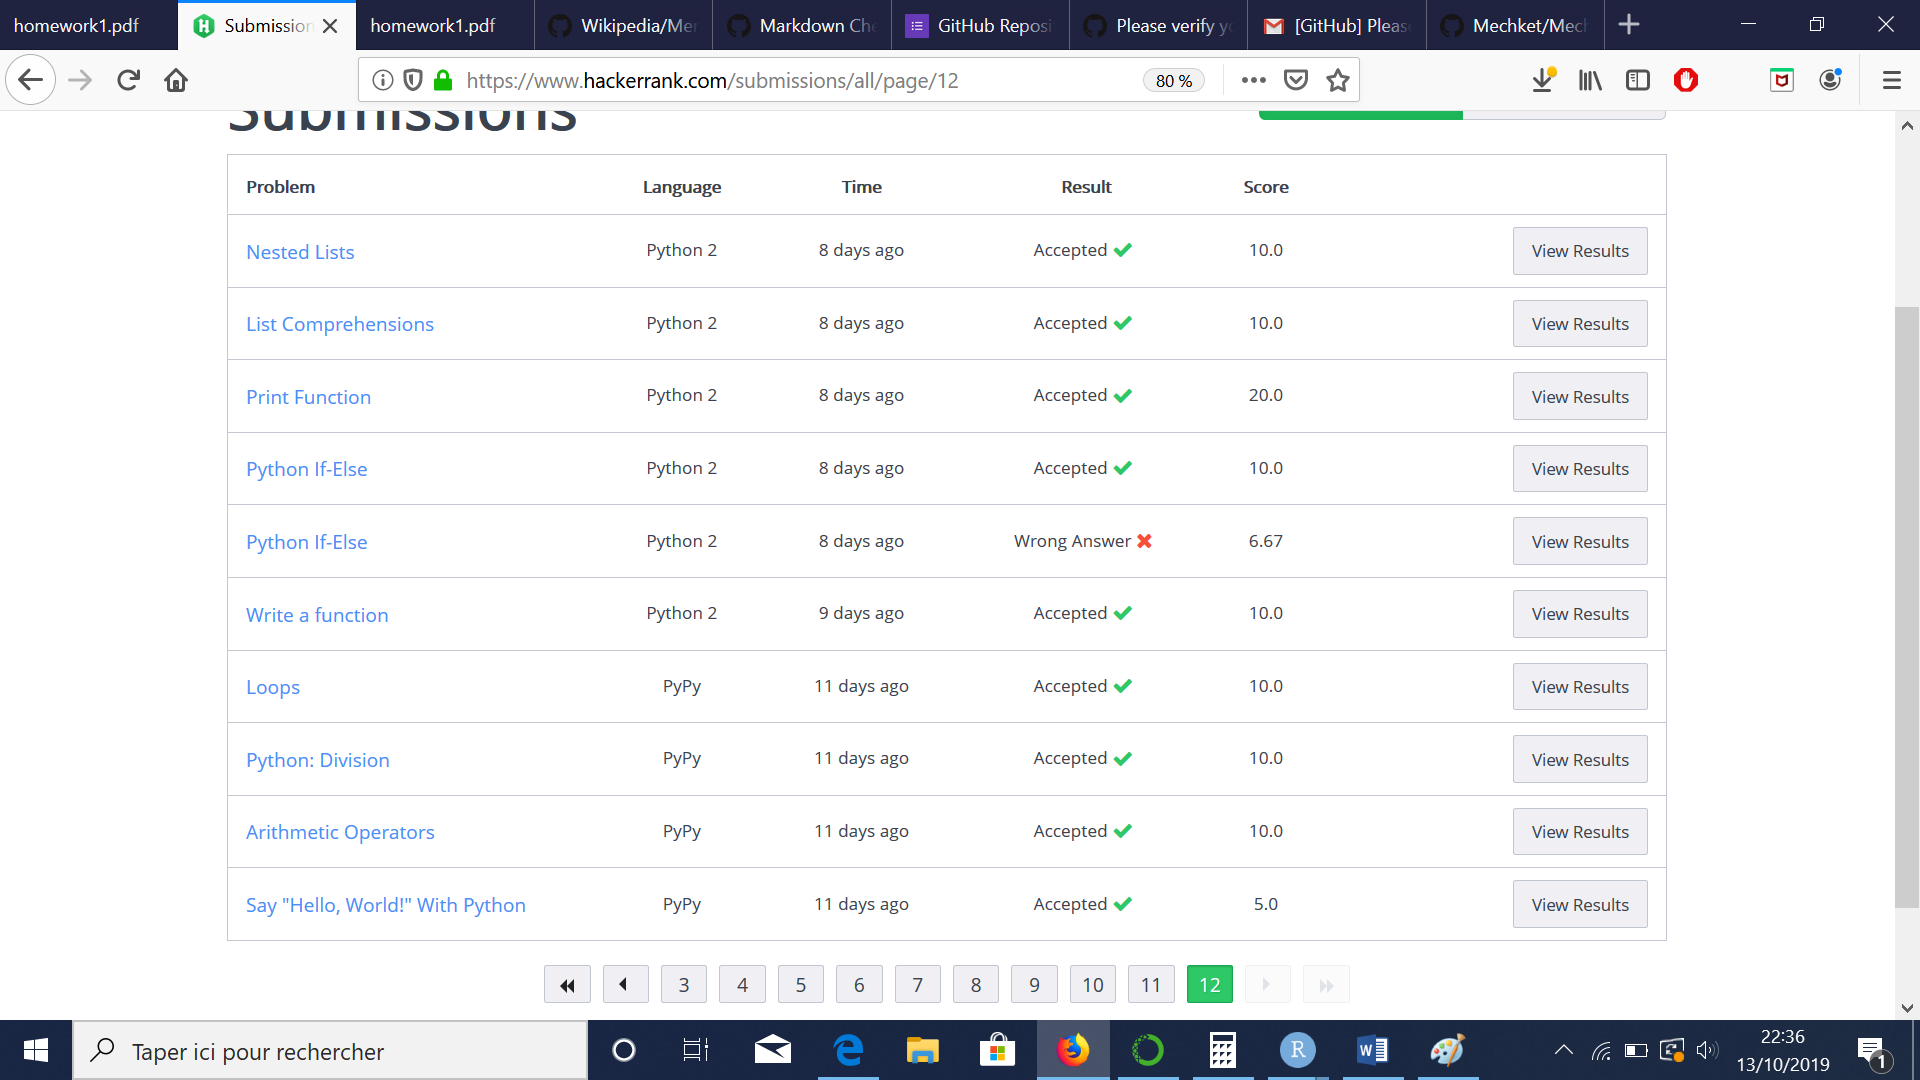 homework1.pdf
Submission
homework1.pdf
Wikipedia/Mer
Markdown Che
GitHub Reposi
Please verify yo
[GitHub] Pleas
Mechket/Mech
https://www.hackerrank.com/submissions/all/page/12
80 %
Submissions
Problem Language Time Result Score
Nested Lists Python 2 8 days ago Accepted 10.0 View Results
List Comprehensions Python 2 8 days ago Accepted 10.0 View Results
Print Function Python 2 8 days ago Accepted 20.0 View Results
Python If-Else Python 2 8 days ago Accepted 10.0 View Results
Python If-Else Python 2 8 days ago Wrong Answer 6.67 View Results
Write a function Python 2 9 days ago Accepted 10.0 View Results
Loops PyPy 11 days ago Accepted 10.0 View Results
Python: Division PyPy 11 days ago Accepted 10.0 View Results
Arithmetic Operators PyPy 11 days ago Accepted 10.0 View Results
Say "Hello, World!" With Python PyPy 11 days ago Accepted 5.0 View Results
3 4 5 6 7 8 9 10 11 12
Taper ici pour rechercher
R
W
22:36
13/10/2019
1